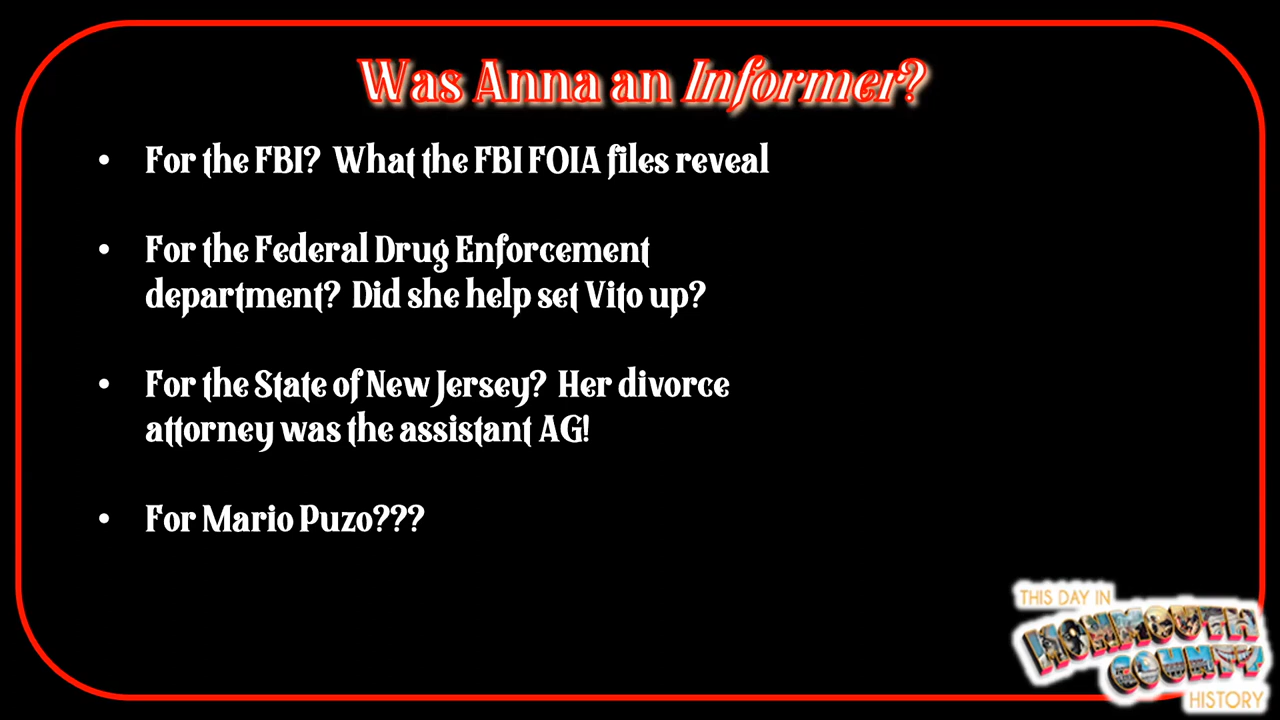 Was Anna an Informer?
• For the FBI? What the FBI FOIA files reveal
• For the Federal Drug Enforcement
department? Did she help set Vito up?
• For the State of New Jersey? Her divorce
attorney was the assistant AG!
• For Mario Puzo???
THIS DAY IN
MONMOUTH
COUNTY
HISTORY